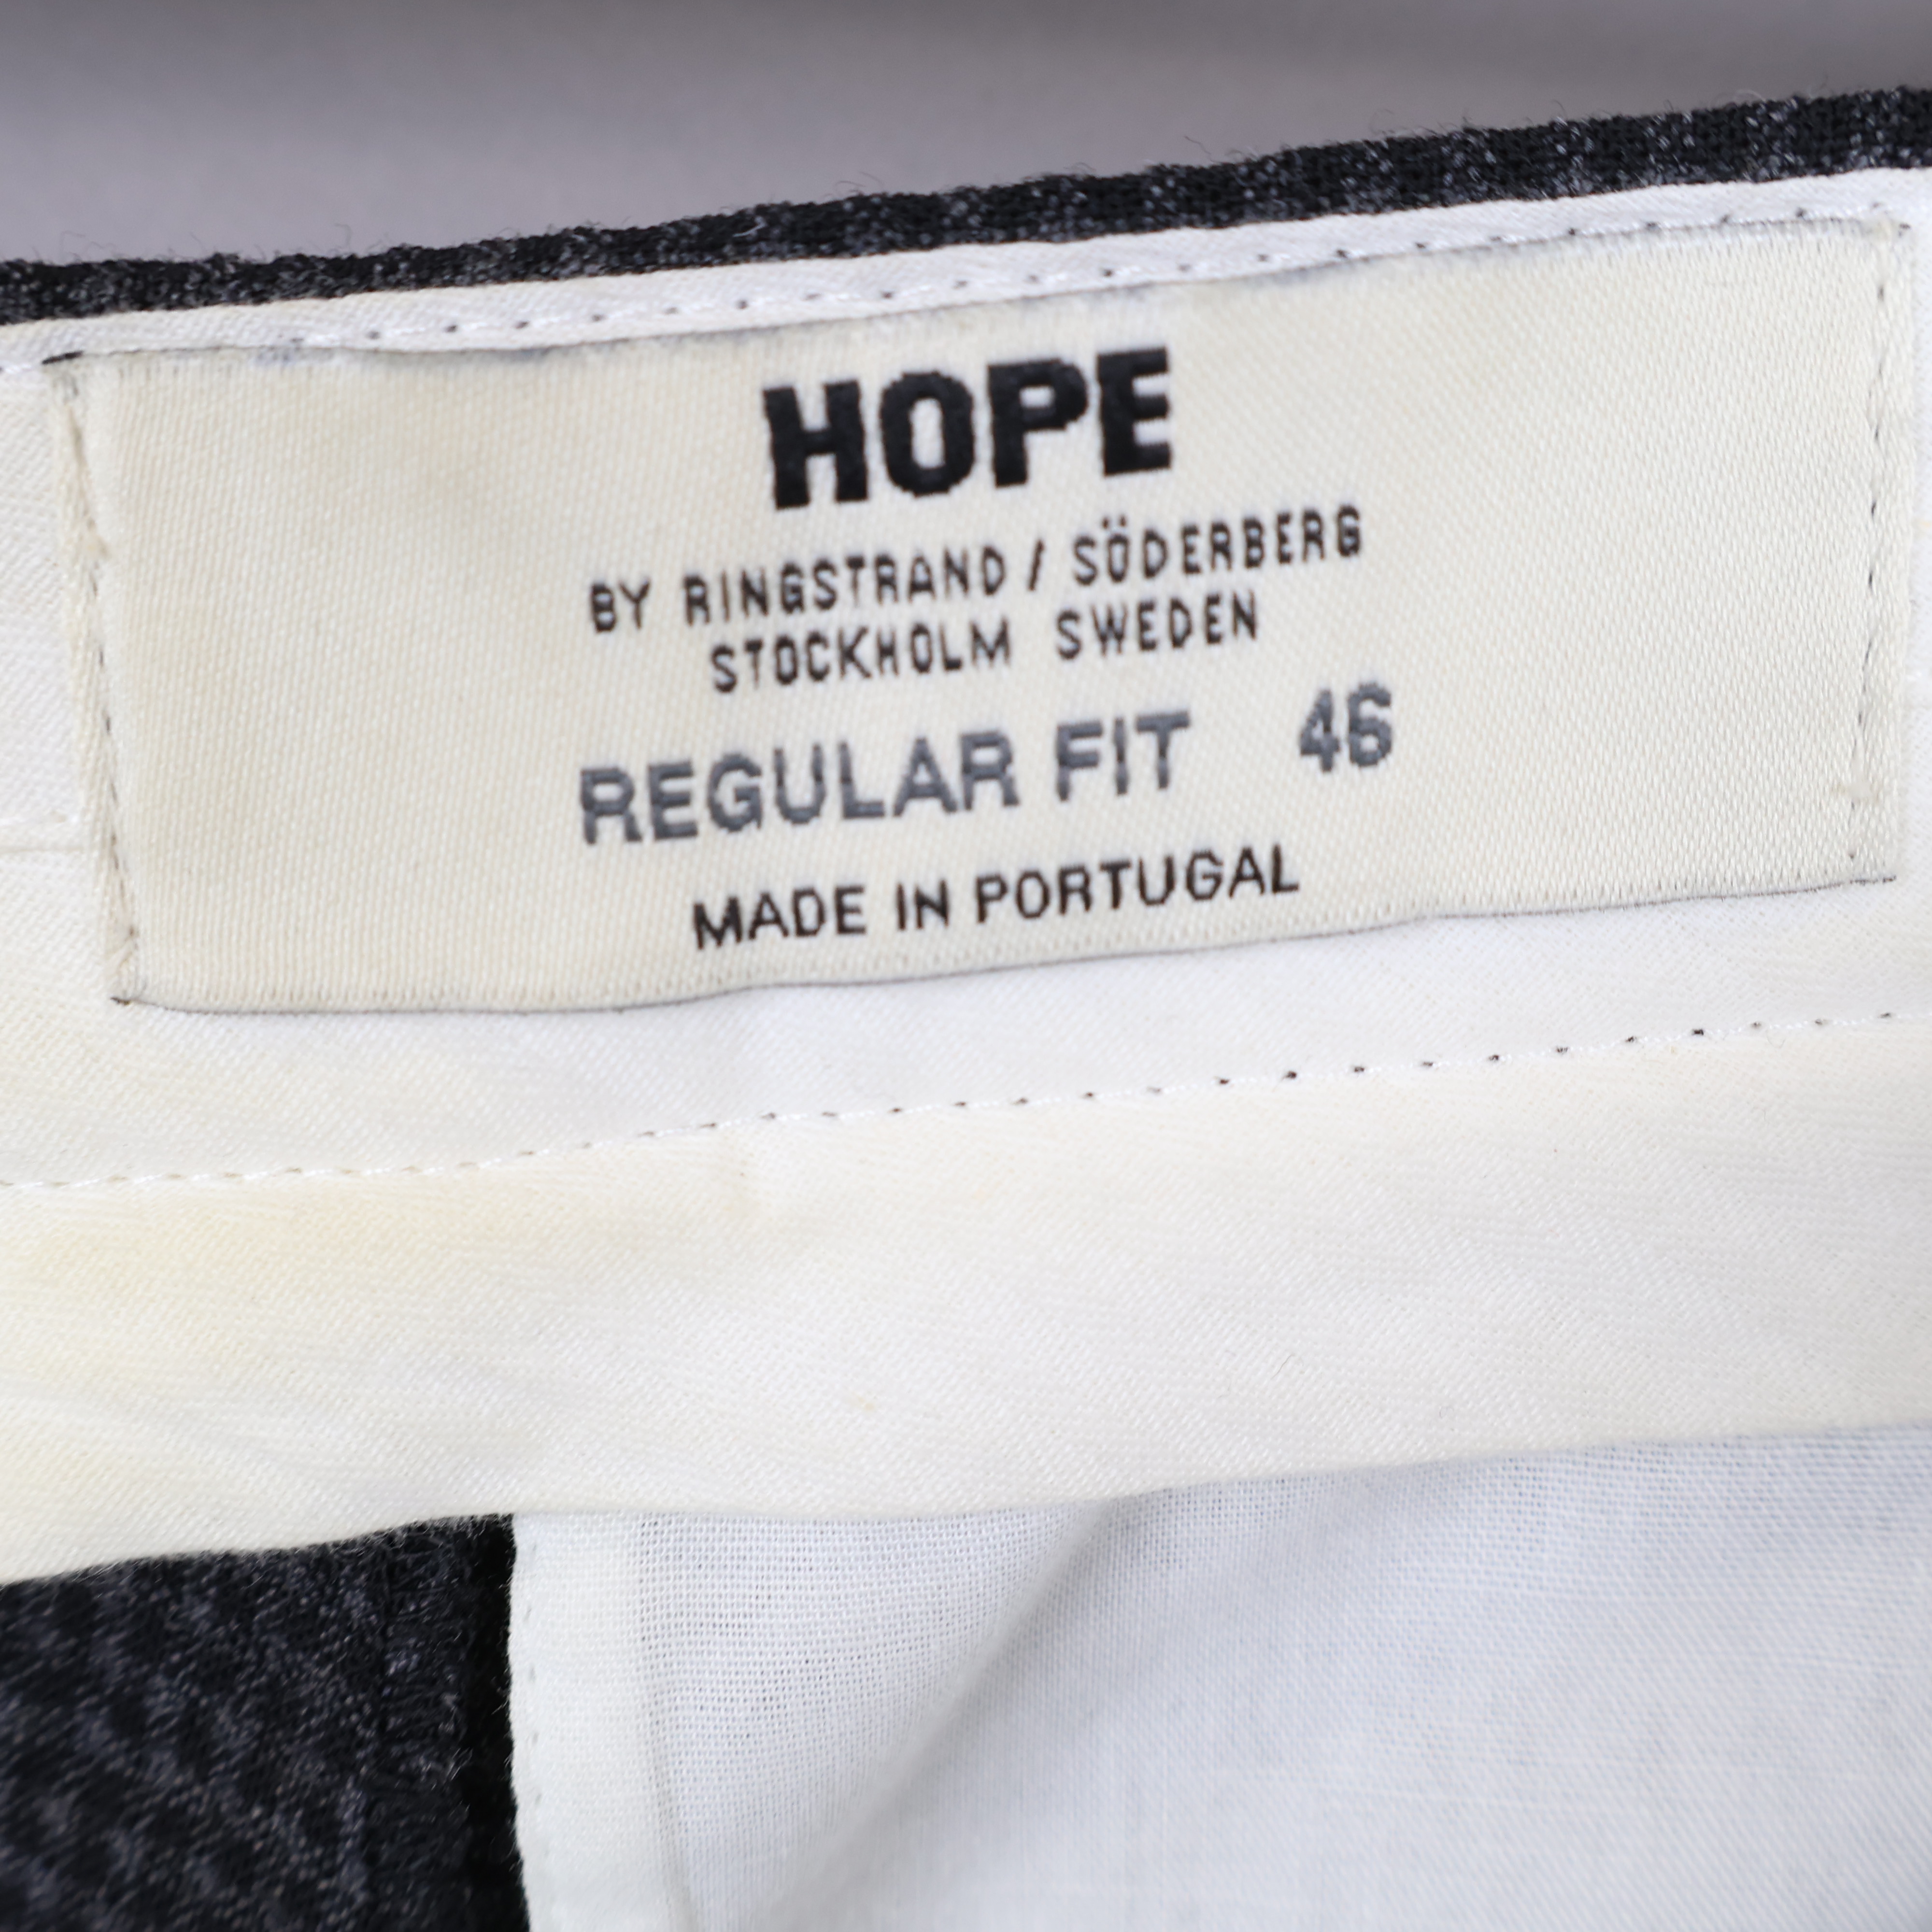 HOPE
BY RINGSTRAND / SÖDERBERG
STOCKHOLM SWEDEN
REGULAR FIT 46
MADE IN PORTUGAL